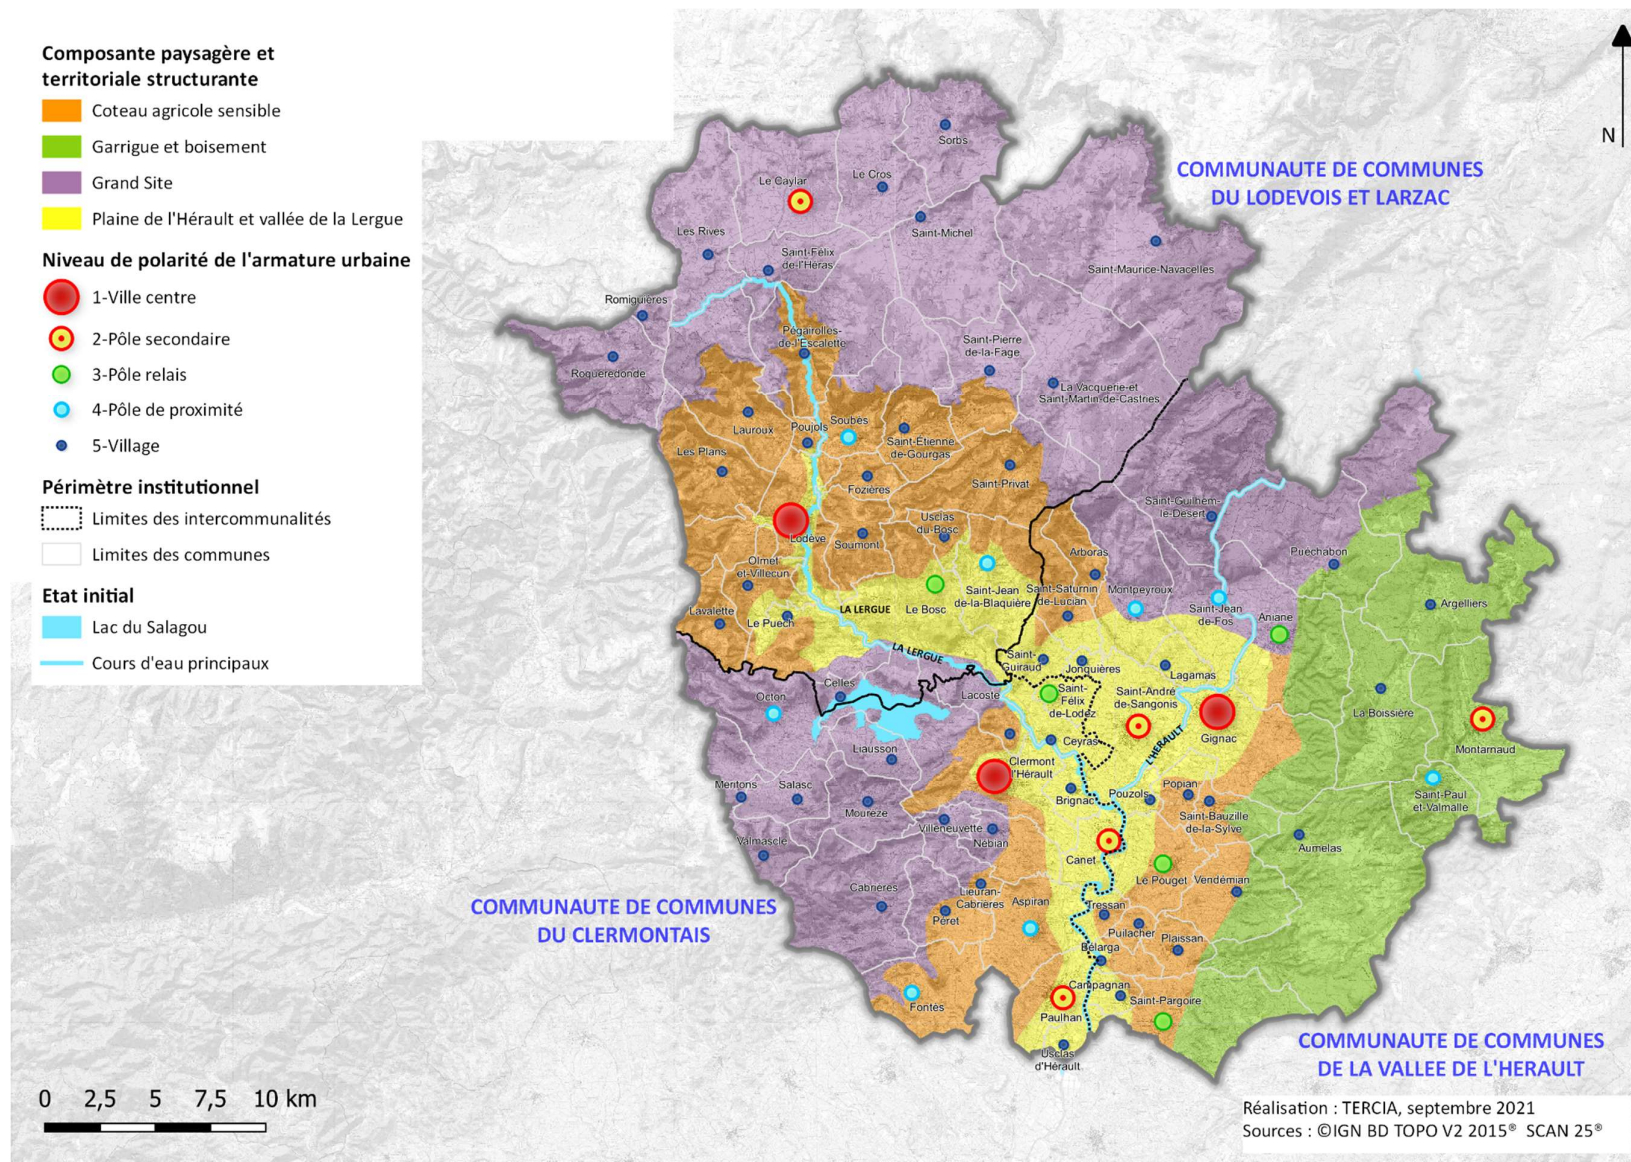 Composante paysagère et
territoriale structurante
Coteau agricole sensible
Garrigue et boisement
Grand Site
Plaine de l'Hérault et vallée de la Lergue
Niveau de polarité de l'armature urbaine
1-Ville centre
2-Pôle secondaire
3-Pôle relais
4-Pôle de proximité
5-Village
Périmètre institutionnel
Limites des intercommunalités
Limites des communes
Etat initial
Lac du Salagou
Cours d'eau principaux
N
COMMUNAUTE DE COMMUNES
DU LODEVOIS ET LARZAC
Sorbs
Le Caylar
Le Cros
Les Rives
Saint-Michel
Saint-Félix
de-l'Héras
Saint-Maurice-Navacelles
Romiguières
Pégairolles-
de-l'Escalette
Saint-Pierre
de-la-Fage
Roqueredonde
La Vacquerie-et
Saint-Martin-de-Castries
Lauroux
Poujols
Soubès
Saint-Étienne
de-Gourgas
Les Plans
Fozières
Saint-Privat
Saint-Guilhem-
le-Désert
Usclas
du-Bosc
Lodève
Soumont
Arboras
Puéchabon
Olmet
et-Villecun
Saint-Jean
de-la-Blaquière
Saint-Saturnin
de-Lucian
Montpeyroux
Argelliers
Lavalette
Le Puech
LA LERGUE
Le Bosc
Saint-Jean
de-Fos
Aniane
LA LERGUE
Saint-
Guiraud
Jonquières
Lagamas
Celles
Octon
Lacoste
Saint-
Félix
de-Lodez
Saint-André
de-Sangonis
La Boissière
Gignac
Montarnaud
Liausson
Ceyras
L'HERAULT
Clermont
l'Hérault
Mérifons
Salasc
Brignac
Pouzols
Popian
Saint-Paul
et-Valmalle
Mourèze
Saint-Bauzille
de-la-Sylve
Villeneuvette
Nébian
Valmascle
Aumelas
Canet
Le Pouget
Vendémian
Cabrières
Lieuran-
Cabrières
Aspiran
Tressan
Péret
Puilacher
Plaissan
Bélarga
COMMUNAUTE DE COMMUNES
DU CLERMONTAIS
Campagnan
Fontès
Saint-Pargoire
Paulhan
Usclas
d'Hérault
COMMUNAUTE DE COMMUNES
DE LA VALLEE DE L'HERAULT
0 2,5 5 7,5 10 km
Réalisation : TERCIA, septembre 2021
Sources : ©IGN BD TOPO V2 2015® SCAN 25®